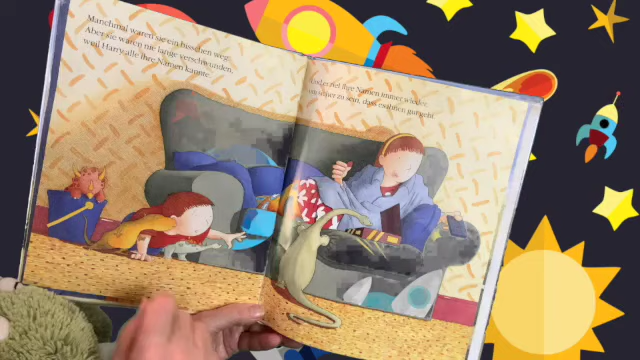 Manchmal waren sie ein bisschen weg.
Aber sie waren nie lange verschwunden,
weil Harry alle ihre Namen kannte.
rief ihre Namen immer wieder,
um sicher zu sein, dass es ihnen gut geht